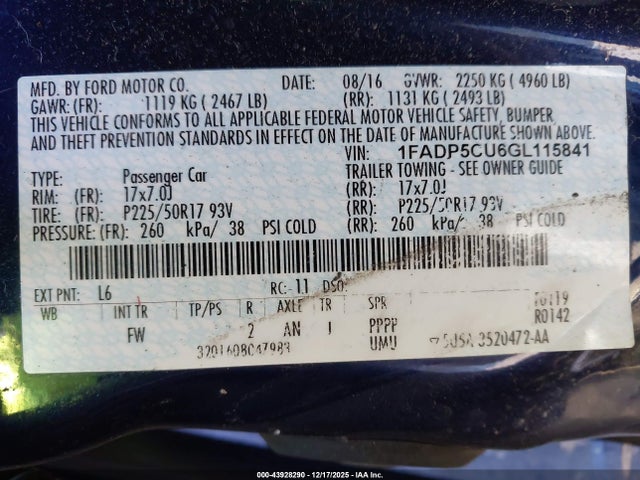 MFD. BY FORD MOTOR CO. DATE: 08/16 GVWR: 2250 KG ( 4960 LB)
GAWR: (FR): 1119 KG ( 2467 LB) (RR): 1131 KG ( 2493 LB)
THIS VEHICLE CONFORMS TO ALL APPLICABLE FEDERAL MOTOR VEHICLE SAFETY, BUMPER,
AND THEFT PREVENTION STANDARDS IN EFFECT ON THE DATE OF MANUFACTURE SHOWN ABOVE.
VIN: 1FADP5CU6GL115841
TYPE: Passenger Car TRAILER TOWING - SEE OWNER GUIDE
RIM: (FR): 17x7.0J (RR): 17x7.0J
TIRE: (FR): P225/50R17 93V (RR): P225/50R17 93V
PRESSURE: (FR): 260 kPa/ 38 PSI COLD (RR): 260 kPa/ 38 PSI COLD
EXT PNT: L6 RC: 11 DSO:
WB INT TR TP/PS R AXLE TR SPR
FW 2 AN I PPPP R0142
UMU 3520472-AA
00-43928290 - 12/17/2025 - IAA Inc.